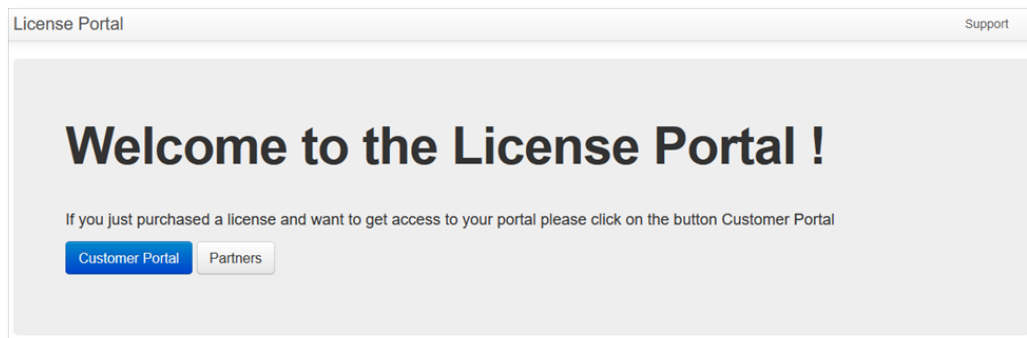 License Portal Support
Welcome to the License Portal !
If you just purchased a license and want to get access to your portal please click on the button Customer Portal
Customer Portal Partners